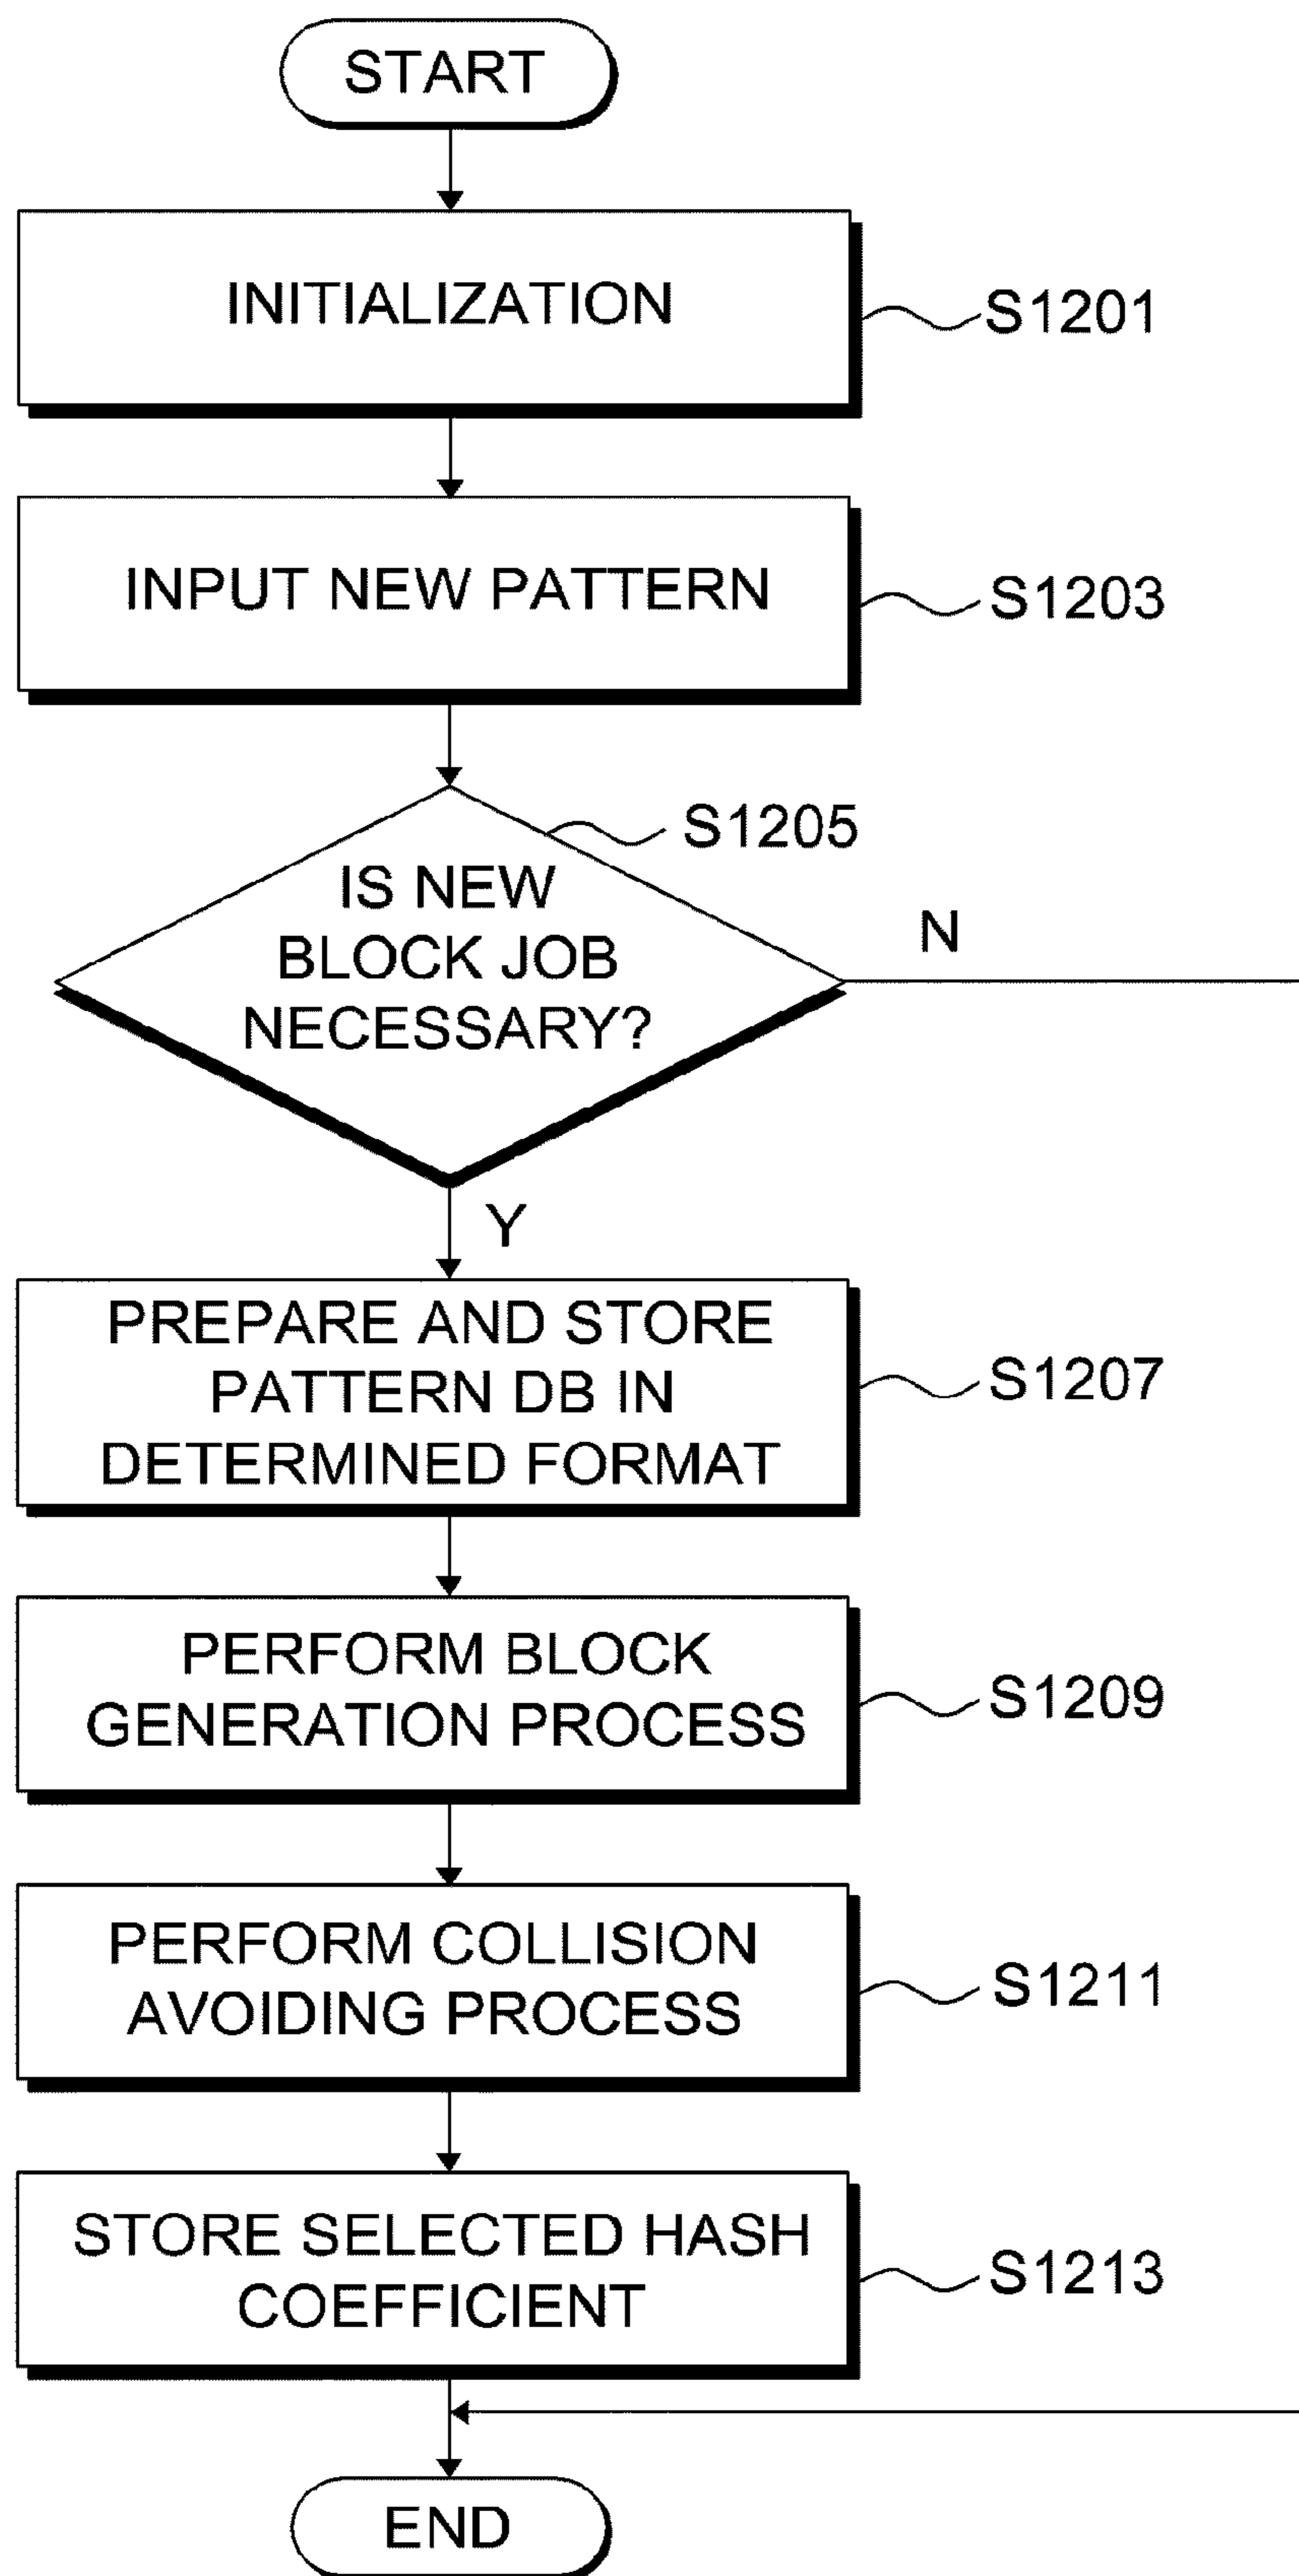 START
INITIALIZATION
S1201
INPUT NEW PATTERN
S1203
S1205
IS NEW
BLOCK JOB
NECESSARY?
N
Y
PREPARE AND STORE
PATTERN DB IN
DETERMINED FORMAT
S1207
PERFORM BLOCK
GENERATION PROCESS
S1209
PERFORM COLLISION
AVOIDING PROCESS
S1211
STORE SELECTED HASH
COEFFICIENT
S1213
END